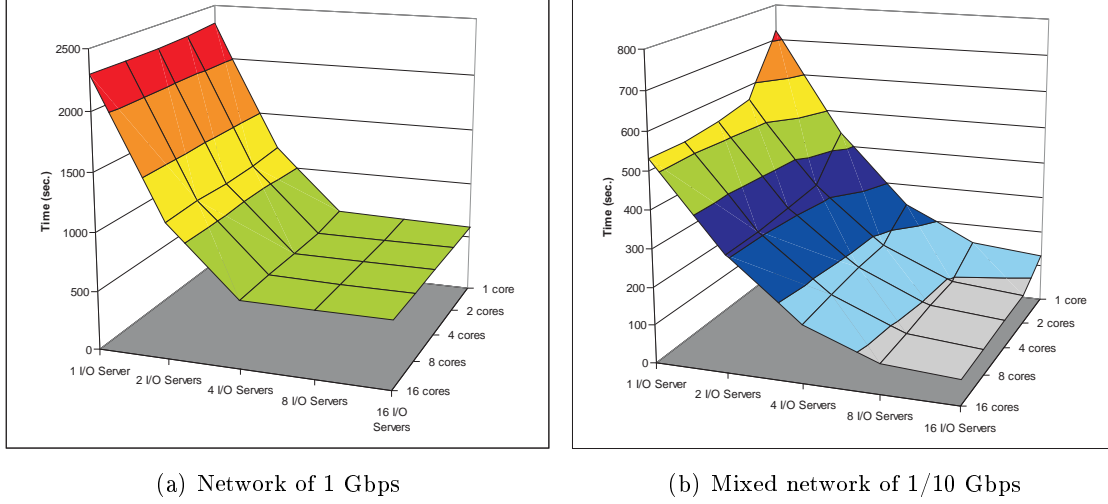 2500
2000
1500
1000
500
0
Time (sec.)
1 I/O Server
2 I/O Servers
4 I/O Servers
8 I/O Servers
16 I/O
Servers
1 core
2 cores
4 cores
8 cores
16 cores
(a) Network of 1 Gbps
800
700
600
500
400
300
200
100
0
Time (sec.)
1 I/O Server
2 I/O Servers
4 I/O Servers
8 I/O Servers
16 I/O Servers
1 core
2 cores
4 cores
8 cores
16 cores
(b) Mixed network of 1/10 Gbps